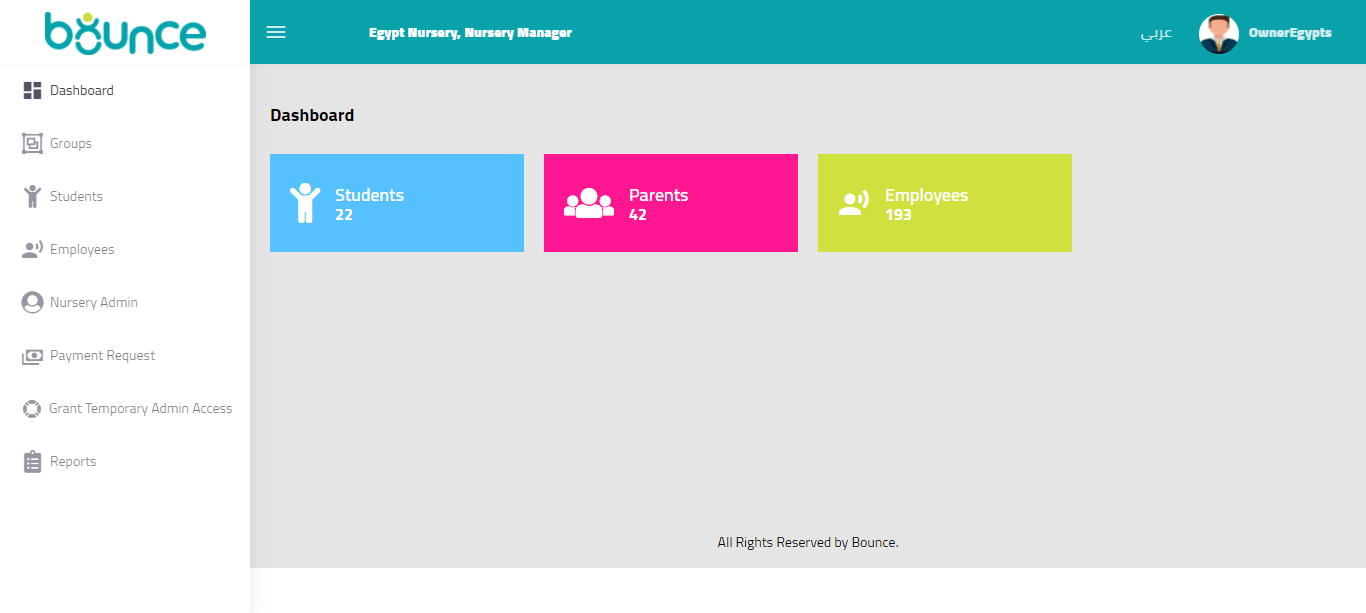 bounce
Egypt Nursery, Nursery Manager
عربي
OwnerEgypts
Dashboard
Groups
Students
Employees
Nursery Admin
Payment Request
Grant Temporary Admin Access
Reports
Dashboard
Students
22
Parents
42
Employees
193
All Rights Reserved by Bounce.